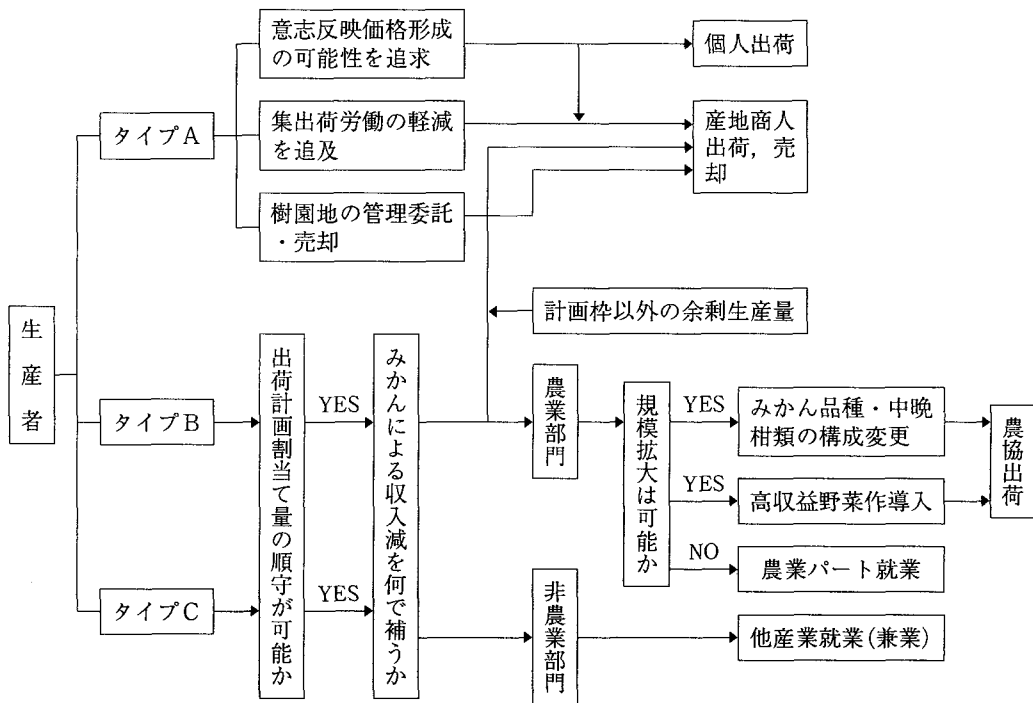 意志反映価格形成
の可能性を追求
個人出荷
タイプA
集出荷労働の軽減
を追及
産地商人
出荷，売
却
樹園地の管理委託
・売却
計画枠以外の余剰生産量
生産者
タイプB
出荷計画割当て量の順守が可能か
YES
みかんによる収入減を何で補うか
農業部門
規模拡大は可能か
YES
みかん品種・中晩
柑類の構成変更
農協出荷
YES
高収益野菜作導入
NO
農業パート就業
タイプC
YES
非農業部門
他産業就業(兼業)